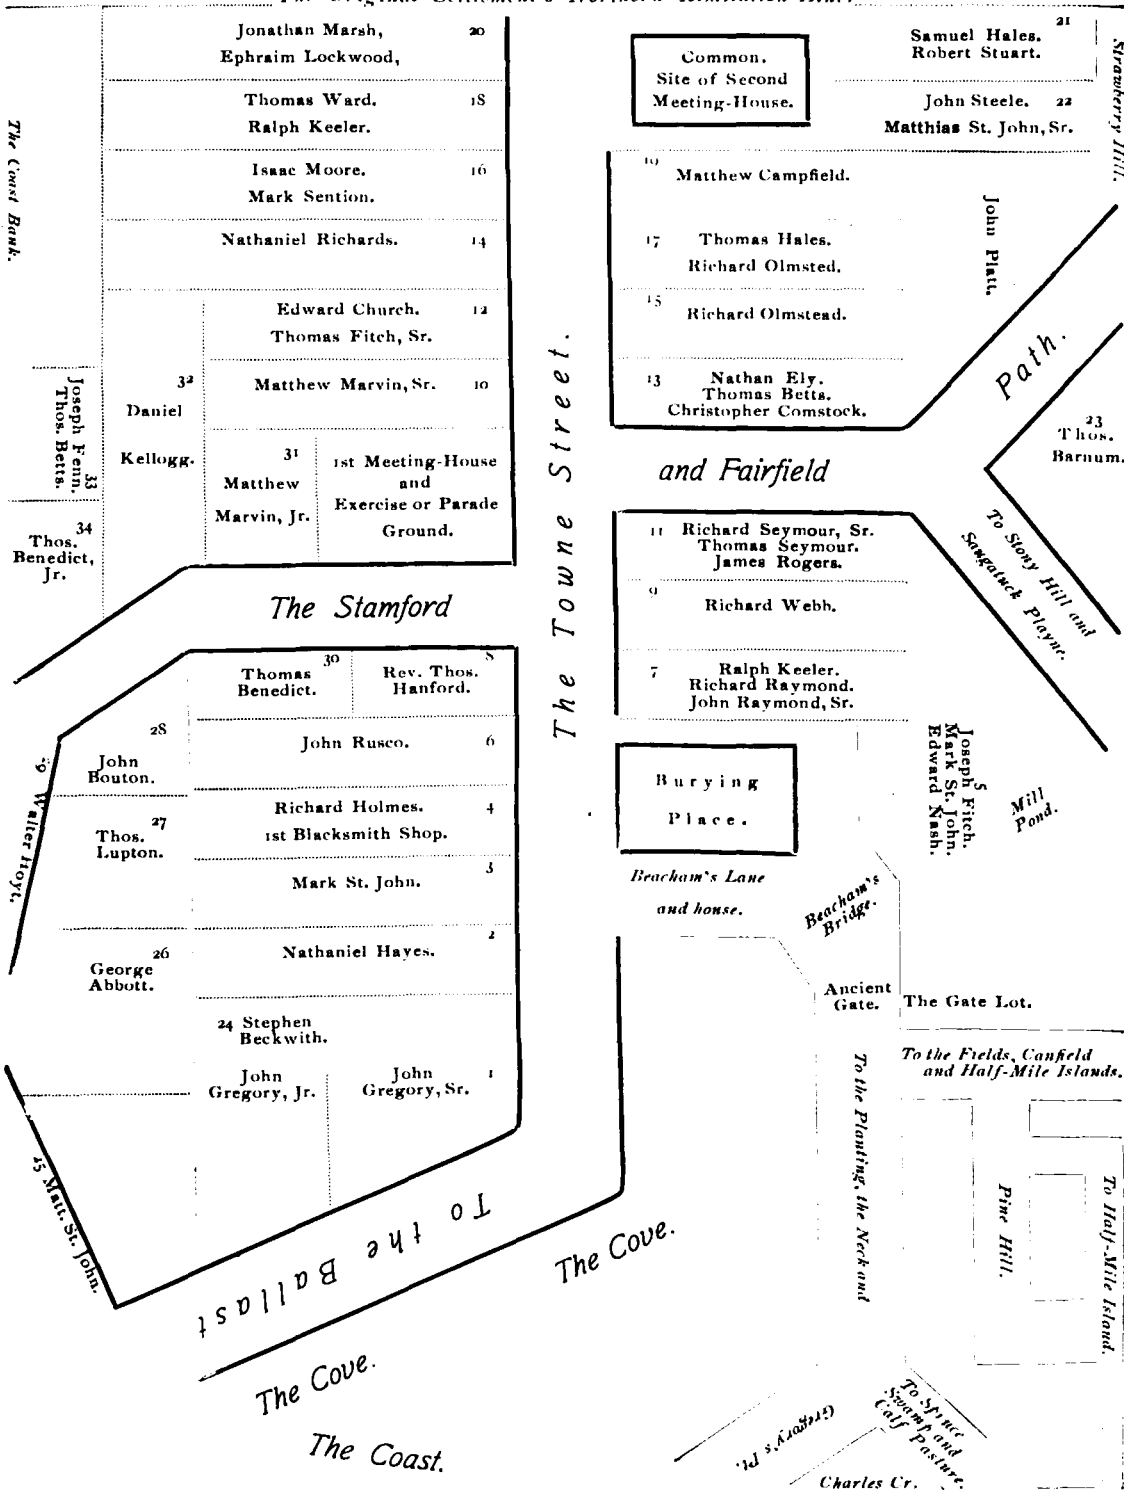 The Original Settlement's Northern
Jonathan Marsh, 20
Ephraim Lockwood,
Thomas Ward. 18
Ralph Keeler.
Isaac Moore. 16
Mark Sention.
Nathaniel Richards. 14
Edward Church. 12
Thomas Fitch, Sr.
Matthew Marvin, Sr. 10
The Coast Bank.
32
Daniel
Kellogg.
31
Matthew
Marvin, Jr.
1st Meeting-House
and
Exercise or Parade
Ground.
Joseph Fenn.
Thos. Betts.
33
34
Thos.
Benedict,
Jr.
21
Samuel Hales.
Robert Stuart.
John Steele. 22
Matthias St. John, Sr.
Strawberry Hill.
Common.
Site of Second
Meeting-House.
19
Matthew Campfield.
17 Thomas Hales.
Richard Olmsted.
15
Richard Olmstead.
13 Nathan Ely.
Thomas Betts.
Christopher Comstock.
John Platt.
Path.
23
Thos.
Barnum.
The Towne Street.
The Stamford
and Fairfield
11 Richard Seymour, Sr.
Thomas Seymour.
James Rogers.
9
Richard Webb.
7 Ralph Keeler.
Richard Raymond.
John Raymond, Sr.
To Stony Hill and
Saugatuck Playne.
30
Thomas
Benedict.
8
Rev. Thos.
Hanford.
John Rusco. 6
Richard Holmes. 4
1st Blacksmith Shop.
Mark St. John. 3
Nathaniel Hayes. 2
28
John
Bouton.
27
Thos.
Lupton.
29 Walter Hoyt.
26
George
Abbott.
24 Stephen
Beckwith.
John
Gregory, Jr.
John 1
Gregory, Sr.
25 Matt. St. John.
Burying
Place.
Beacham's Lane
and house.
Beacham's
Bridge.
5
Joseph Fitch.
Mark St. John.
Edward Nash.
Mill
Pond.
Ancient
Gate.
The Gate Lot.
To the Fields, Canfield
and Half-Mile Islands.
To the Planting, the Neck and
Pine Hill.
To Half-Mile Island.
To the Ballast
The Cove.
The Cove.
The Coast.
Gregory's Pt.
To Spruce
Swamp and
Calf Pasture.
Charles Cr.